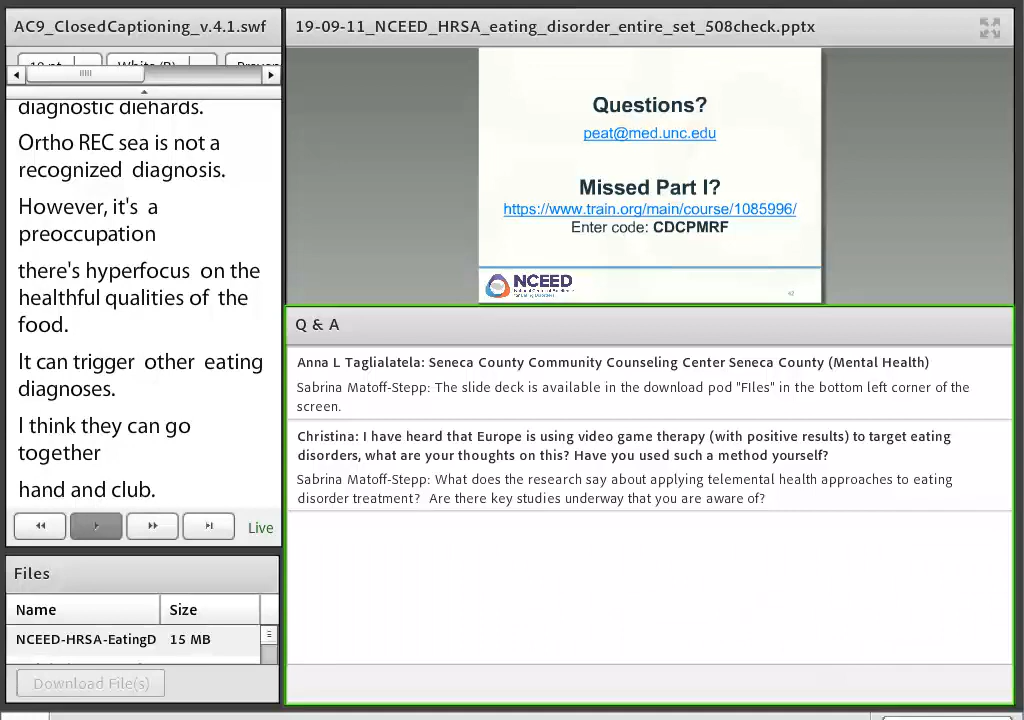 AC9_ClosedCaptioning_v.4.1.swf
diagnostic diehards.
Ortho REC sea is not a
recognized diagnosis.
However, it's a
preoccupation
there's hyperfocus on the
healthful qualities of the
food.
It can trigger other eating
diagnoses.
I think they can go
together
hand and club.
Live
Files
Name Size
NCEED-HRSA-EatingD 15 MB
Download File(s)
19-09-11_NCEED_HRSA_eating_disorder_entire_set_508check.pptx
Questions?
peat@med.unc.edu
Missed Part I?
https://www.train.org/main/course/1085996/
Enter code: CDCPMRF
NCEED
Q & A
Anna L Taglialatela: Seneca County Community Counseling Center Seneca County (Mental Health)
Sabrina Matoff-Stepp: The slide deck is available in the download pod "FIles" in the bottom left corner of the
screen.
Christina: I have heard that Europe is using video game therapy (with positive results) to target eating
disorders, what are your thoughts on this? Have you used such a method yourself?
Sabrina Matoff-Stepp: What does the research say about applying telemental health approaches to eating
disorder treatment? Are there key studies underway that you are aware of?